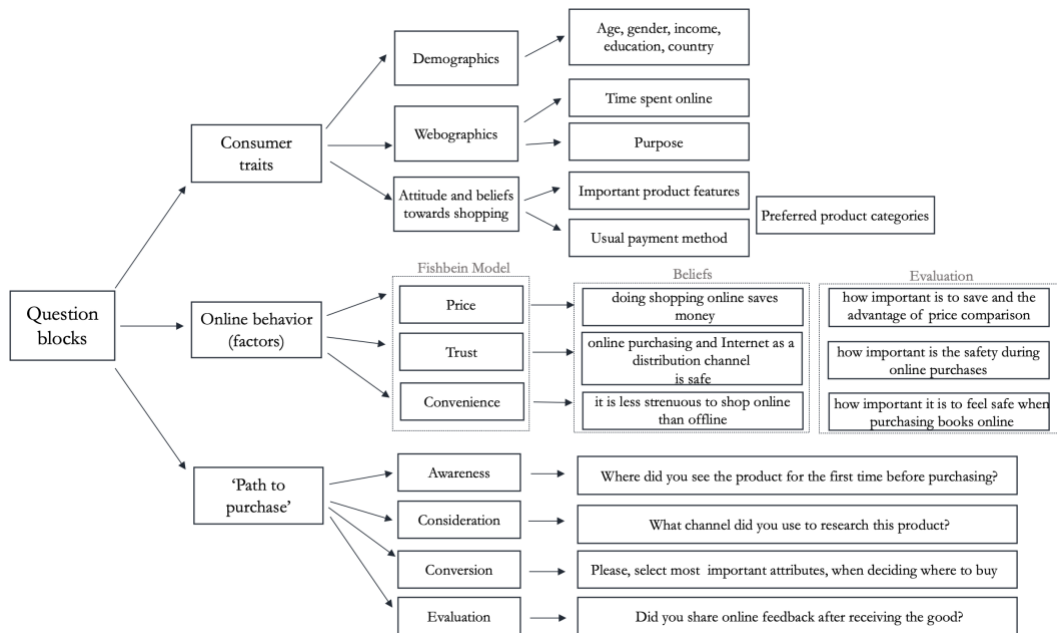 Question
blocks
Consumer
traits
Demographics
Age, gender, income,
education, country
Webographics
Time spent online
Purpose
Attitude and beliefs
towards shopping
Important product features
Usual payment method
Preferred product categories
Online behavior
(factors)
Fishbein Model
Beliefs
Evaluation
Price
doing shopping online saves
money
how important is to save and the
advantage of price comparison
Trust
online purchasing and Internet as a
distribution channel
is safe
how important is the safety during
online purchases
Convenience
it is less strenuous to shop online
than offline
how important it is to feel safe when
purchasing books online
‘Path to
purchase’
Awareness
Where did you see the product for the first time before purchasing?
Consideration
What channel did you use to research this product?
Conversion
Please, select most important attributes, when deciding where to buy
Evaluation
Did you share online feedback after receiving the good?